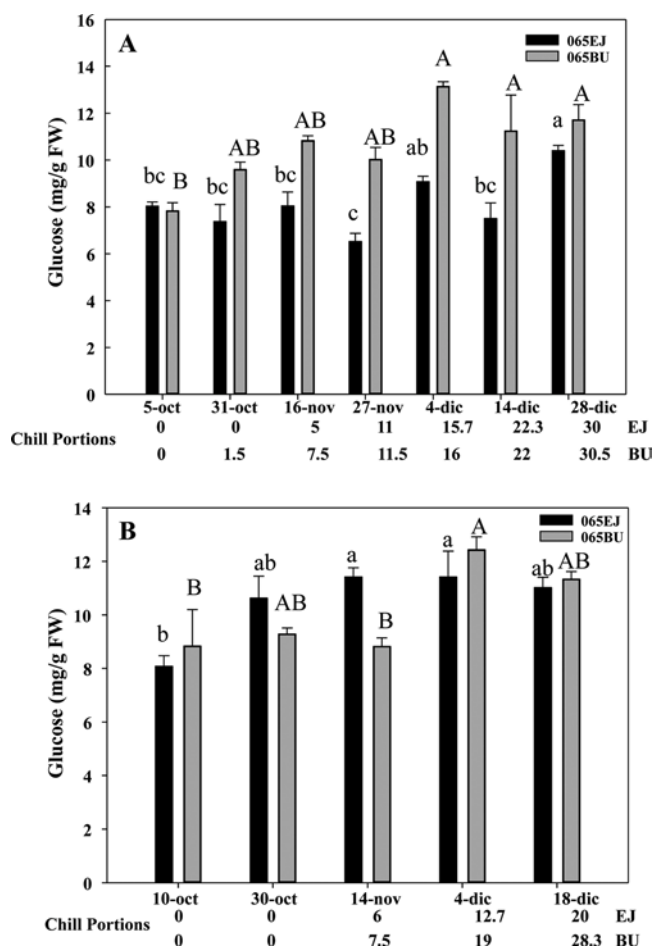 A
065EJ
065BU
Glucose (mg/g FW)
16
14
12
10
8
6
4
2
0
bc B bc AB bc AB c AB ab A bc A a A
5-oct 31-oct 16-nov 27-nov 4-dic 14-dic 28-dic
Chill Portions
0 0 5 11 15.7 22.3 30 EJ
0 1.5 7.5 11.5 16 22 30.5 BU
B
065EJ
065BU
Glucose (mg/g FW)
14
12
10
8
6
4
2
0
b B ab AB a B a A ab AB
10-oct 30-oct 14-nov 4-dic 18-dic
Chill Portions
0 0 6 12.7 20 EJ
0 0 7.5 19 28.3 BU